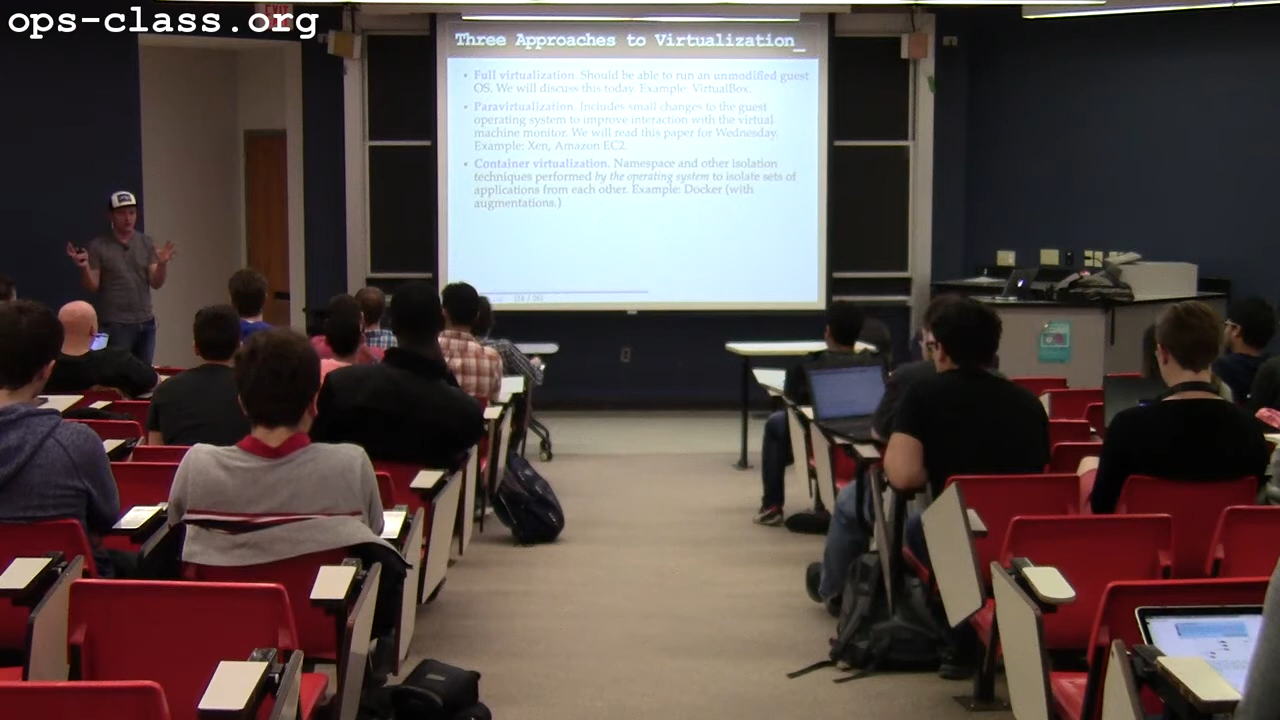 ops-class.org
EXIT
Three Approaches to Virtualization_
• Full virtualization. Should be able to run an unmodified guest
OS. We will discuss this today. Example: VirtualBox.
• Paravirtualization. Includes small changes to the guest
operating system to improve interaction with the virtual
machine monitor. We will read this paper for Wednesday.
Example: Xen, Amazon EC2.
• Container virtualization. Namespace and other isolation
techniques performed by the operating system to isolate sets of
applications from each other. Example: Docker (with
augmentations.)